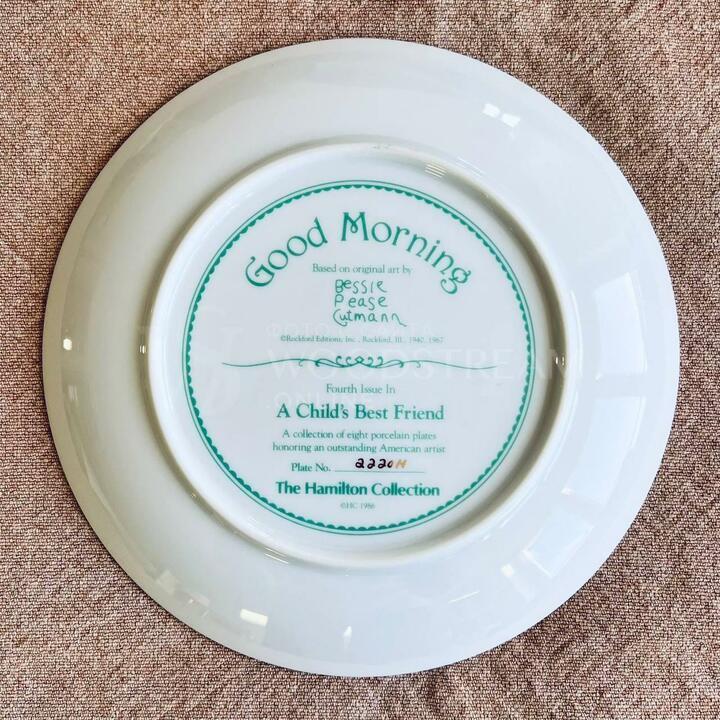 Good Morning
Based on original art by
Bessie
Pease
Gutmann
©Rockford Editions, Inc., Rockford, Ill., 1940, 1967
Fourth Issue In
A Child's Best Friend
A collection of eight porcelain plates
honoring an outstanding American artist
Plate No. 2220H
The Hamilton Collection
©HC 1986